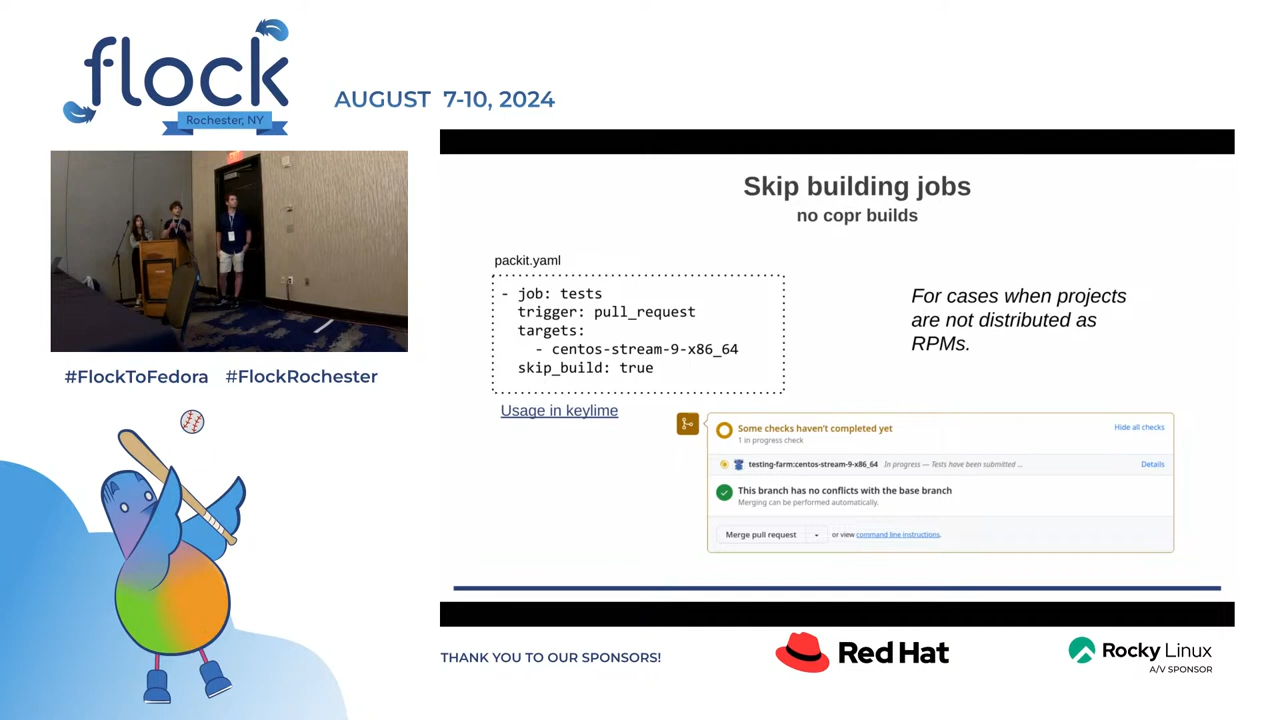 flock
Rochester, NY
AUGUST 7-10, 2024
#FlockToFedora #FlockRochester
Skip building jobs
no copr builds
packit.yaml
- job: tests
trigger: pull_request
targets:
- centos-stream-9-x86_64
skip_build: true
Usage in keylime
For cases when projects
are not distributed as
RPMs.
Some checks haven't completed yet
Hide all checks
1 in progress check
testing-farm:centos-stream-9-x86_64 In progress — Tests have been submitted ...
Details
This branch has no conflicts with the base branch
Merging can be performed automatically.
Merge pull request
or view command line instructions.
THANK YOU TO OUR SPONSORS!
Red Hat
Rocky Linux
A/V SPONSOR